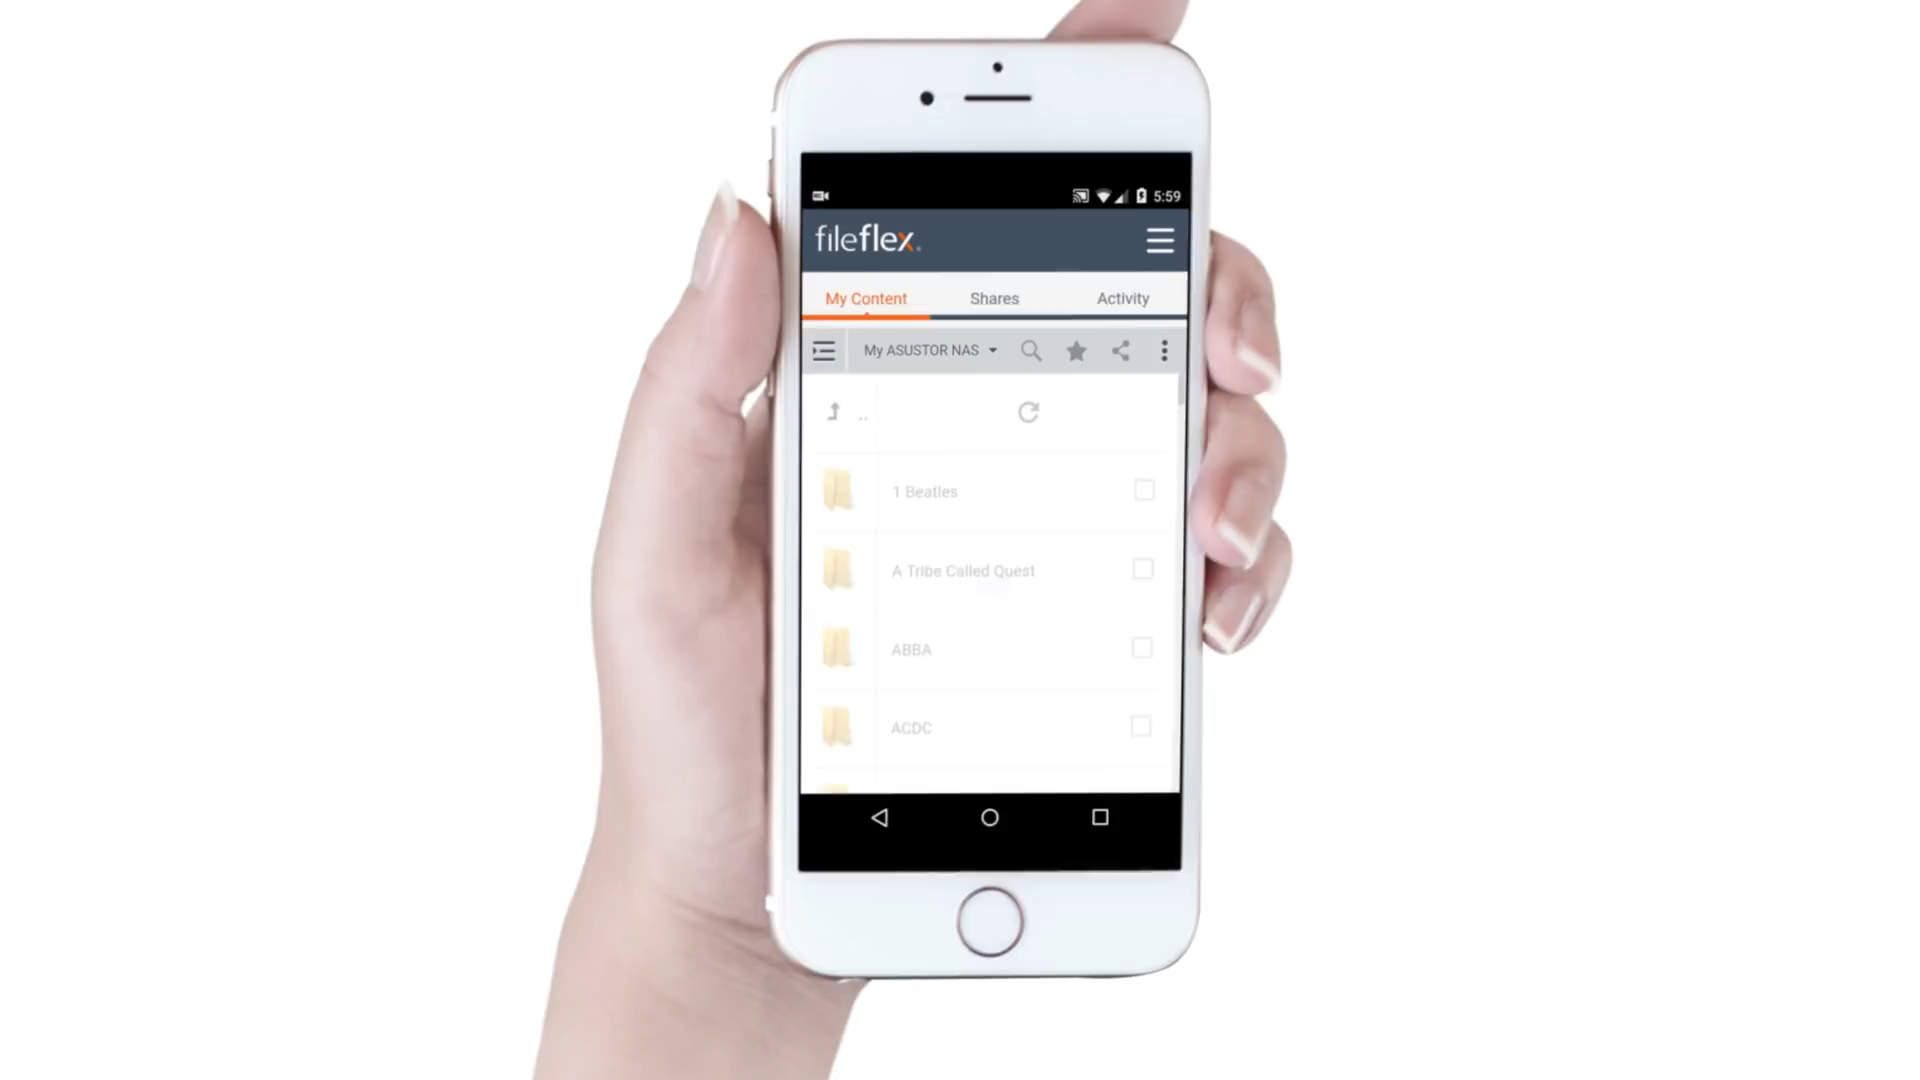 5:59
fileflex.
My Content Shares Activity
My ASUSTOR NAS
..
1 Beatles
A Tribe Called Quest
ABBA
ACDC